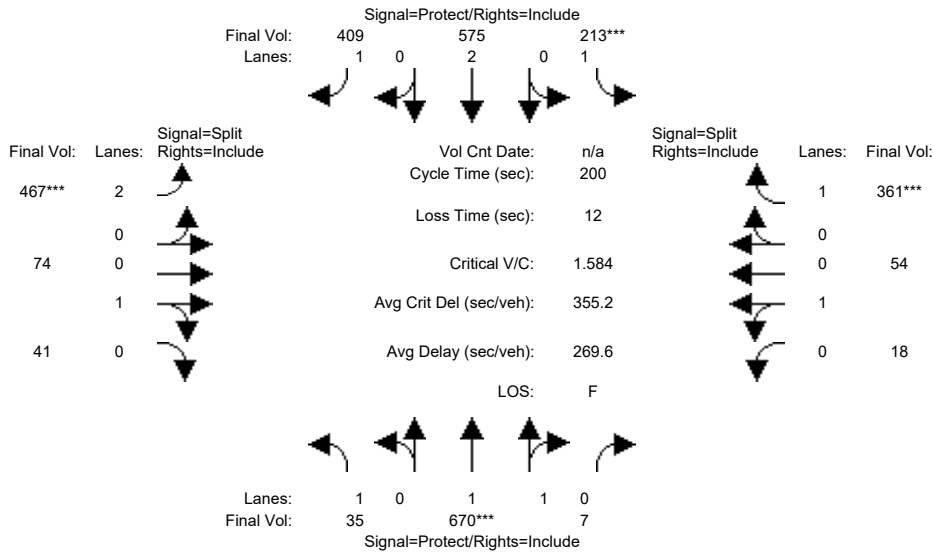 Signal=Protect/Rights=Include
Final Vol: 409 575 213***
Lanes: 1 0 2 0 1
Signal=Split
Final Vol: Lanes: Rights=Include
Vol Cnt Date: n/a
Signal=Split
Rights=Include Lanes: Final Vol:
Cycle Time (sec): 200
467*** 2
1 361***
Loss Time (sec): 12
0
0
74 0
Critical V/C: 1.584
0 54
1
Avg Crit Del (sec/veh): 355.2
1
41 0
Avg Delay (sec/veh): 269.6
0 18
LOS: F
Lanes: 1 0 1 1 0
Final Vol: 35 670*** 7
Signal=Protect/Rights=Include